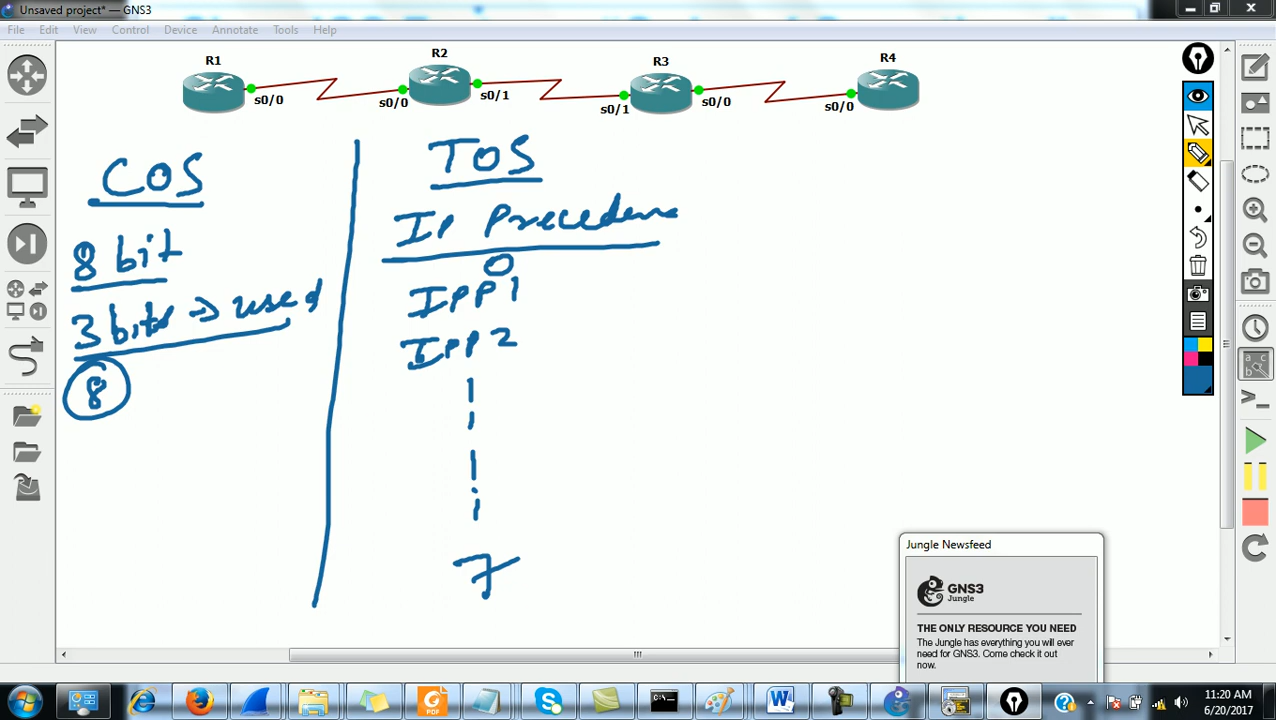 Unsaved project* — GNS3
File Edit View Control Device Annotate Tools Help
R1 R2 R3 R4
s0/0 s0/0 s0/1 s0/1 s0/0 s0/0
COS
8 bit
3 bits → used
8
TOS
IP Precedence
0
IPP 1
IPP 2
7
Jungle Newsfeed
GNS3
Jungle
THE ONLY RESOURCE YOU NEED
The Jungle has everything you will ever
need for GNS3. Come check it out
now.
11:20 AM
6/20/2017